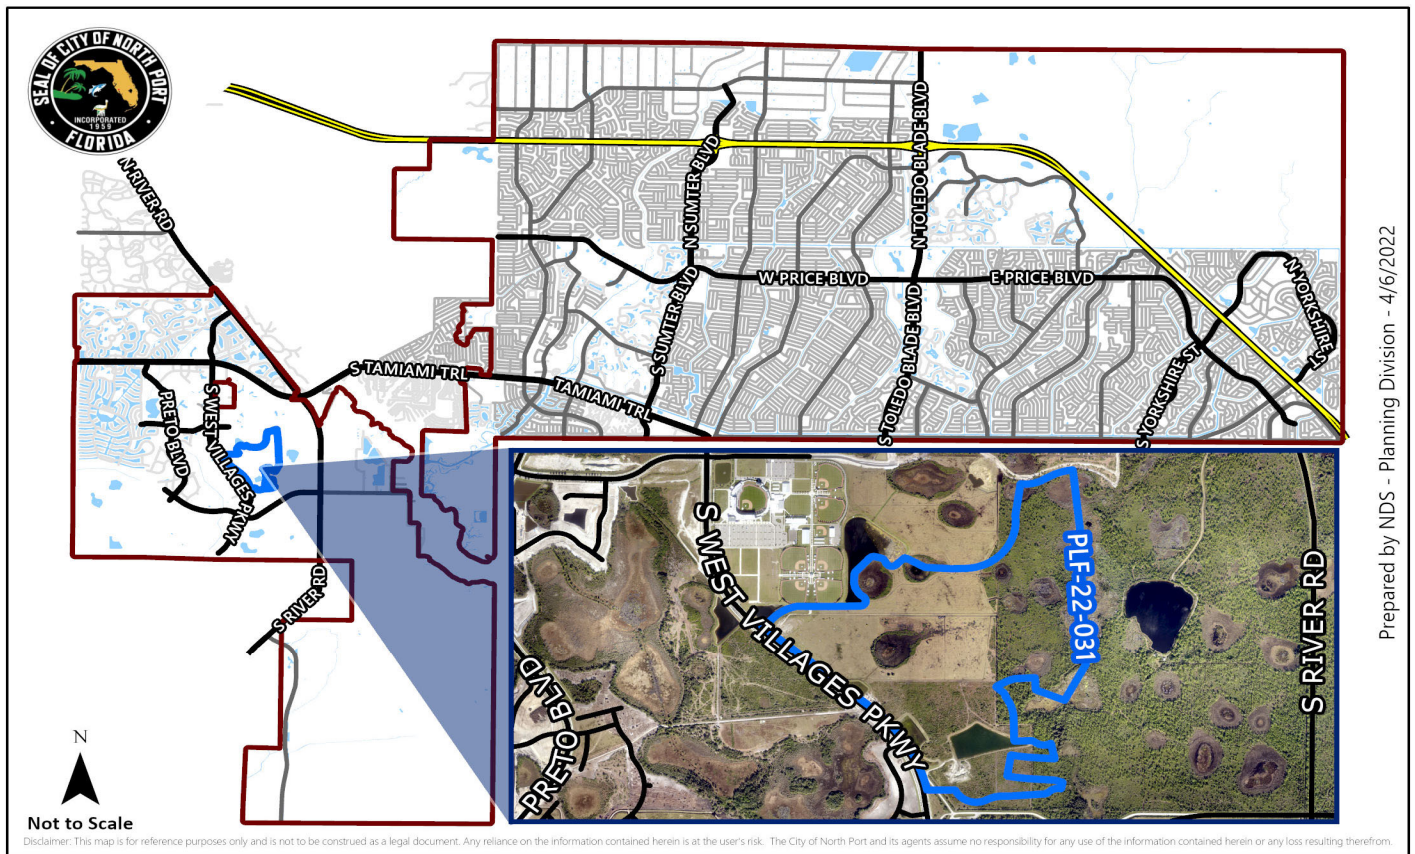 SEAL OF CITY OF NORTH PORT
INCORPORATED
1959
FLORIDA
N RIVER RD
N SUMTER BLVD
N TOLEDO BLADE BLVD
W PRICE BLVD
E PRICE BLVD
N YORKSHIRE ST
S SUMTER BLVD
S TOLEDO BLADE BLVD
S YORKSHIRE ST
S TAMIAMI TRL
TAMIAMI TRL
PRETO BLVD
S WEST VILLAGES PKWY
S RIVER RD
S WEST VILLAGES PKWY
PLF-22-031
S RIVER RD
PRETO BLVD
N
Not to Scale
Prepared by NDS - Planning Division - 4/6/2022
Disclaimer: This map is for reference purposes only and is not to be construed as a legal document. Any reliance on the information contained herein is at the user's risk. The City of North Port and its agents assume no responsibility for any use of the information contained herein or any loss resulting therefrom.